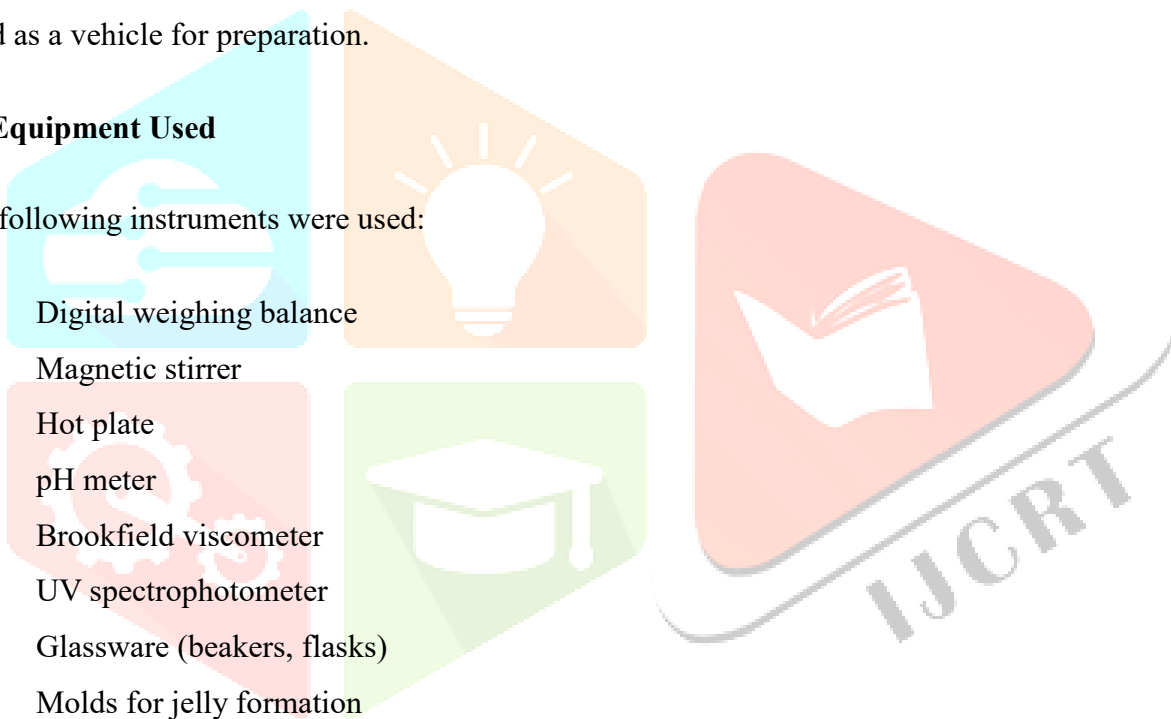 as a vehicle for preparation.
Equipment Used
following instruments were used:
Digital weighing balance
Magnetic stirrer
Hot plate
pH meter
Brookfield viscometer
UV spectrophotometer
Glassware (beakers, flasks)
Molds for jelly formation
IJCRT